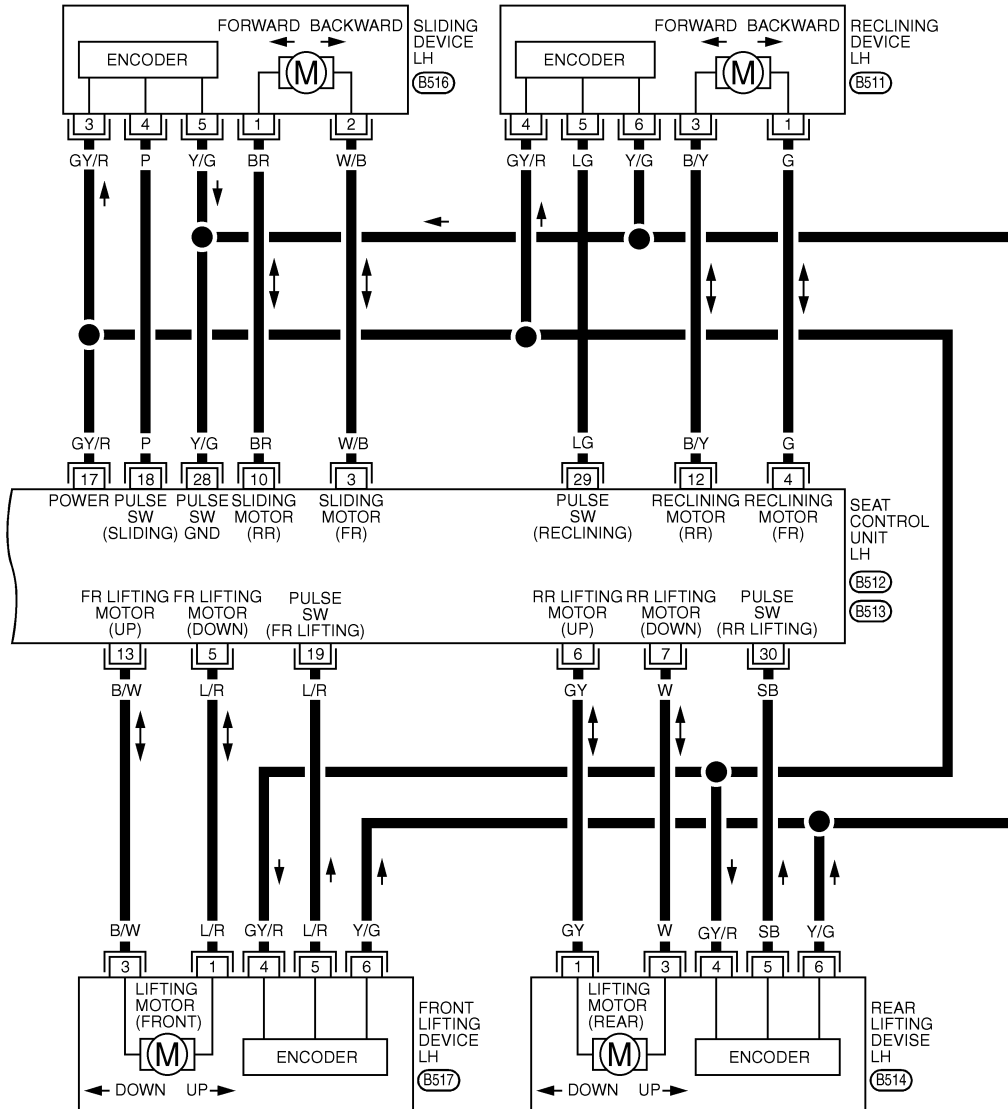 FORWARD BACKWARD
SLIDING
DEVICE
LH
B516
ENCODER
M
3 4 5 1 2
GY/R P Y/G BR W/B
FORWARD BACKWARD
RECLINING
DEVICE
LH
B511
ENCODER
M
4 5 6 3 1
GY/R LG Y/G B/Y G
GY/R P Y/G BR W/B LG B/Y G
17 18 28 10 3 29 12 4
POWER
PULSE
SW
(SLIDING)
PULSE
SW
GND
SLIDING
MOTOR
(RR)
SLIDING
MOTOR
(FR)
PULSE
SW
(RECLINING)
RECLINING
MOTOR
(RR)
RECLINING
MOTOR
(FR)
SEAT
CONTROL
UNIT
LH
B512
B513
FR LIFTING
MOTOR
(UP)
FR LIFTING
MOTOR
(DOWN)
PULSE
SW
(FR LIFTING)
RR LIFTING
MOTOR
(UP)
RR LIFTING
MOTOR
(DOWN)
PULSE
SW
(RR LIFTING)
13 5 19 6 7 30
B/W L/R L/R GY W SB
B/W L/R GY/R L/R Y/G GY W GY/R SB Y/G
3 1 4 5 6 1 3 4 5 6
LIFTING
MOTOR
(FRONT)
M
ENCODER
DOWN UP
FRONT
LIFTING
DEVICE
LH
B517
LIFTING
MOTOR
(REAR)
M
ENCODER
DOWN UP
REAR
LIFTING
DEVISE
LH
B514